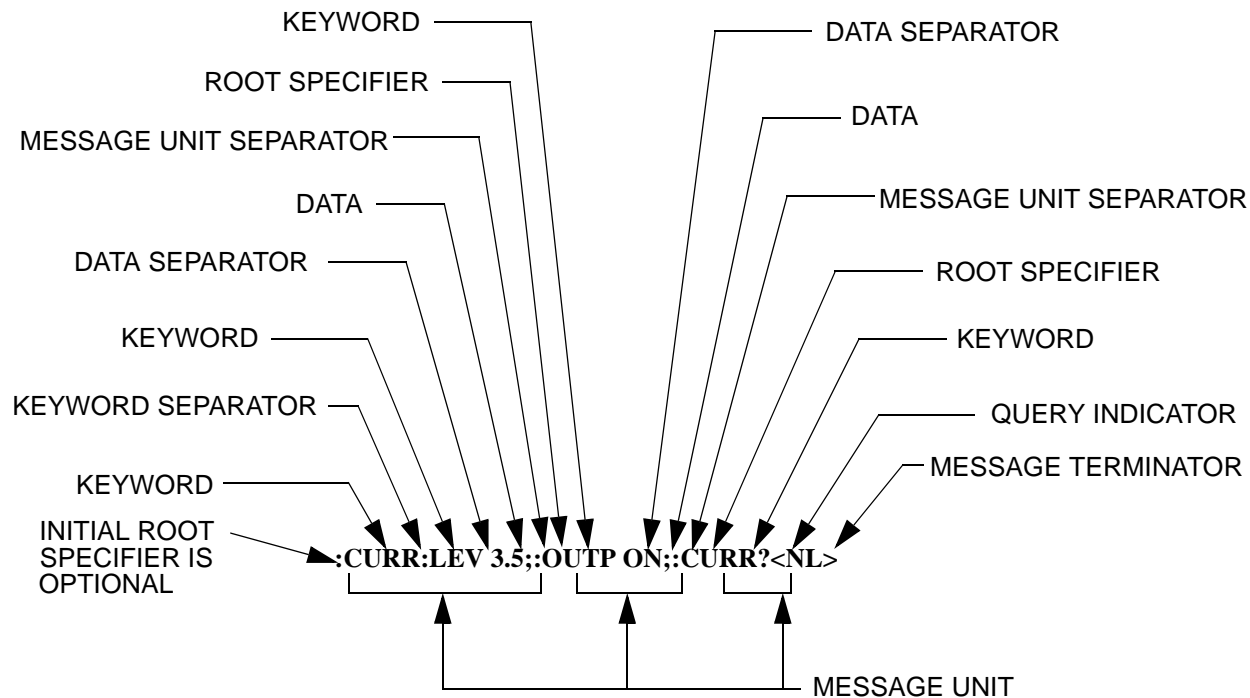 KEYWORD
DATA SEPARATOR
ROOT SPECIFIER
DATA
MESSAGE UNIT SEPARATOR
DATA
MESSAGE UNIT SEPARATOR
DATA SEPARATOR
ROOT SPECIFIER
KEYWORD
KEYWORD
KEYWORD SEPARATOR
QUERY INDICATOR
KEYWORD
MESSAGE TERMINATOR
INITIAL ROOT
SPECIFIER IS
OPTIONAL
:CURR:LEV 3.5;:OUTP ON;:CURR?<NL>
MESSAGE UNIT